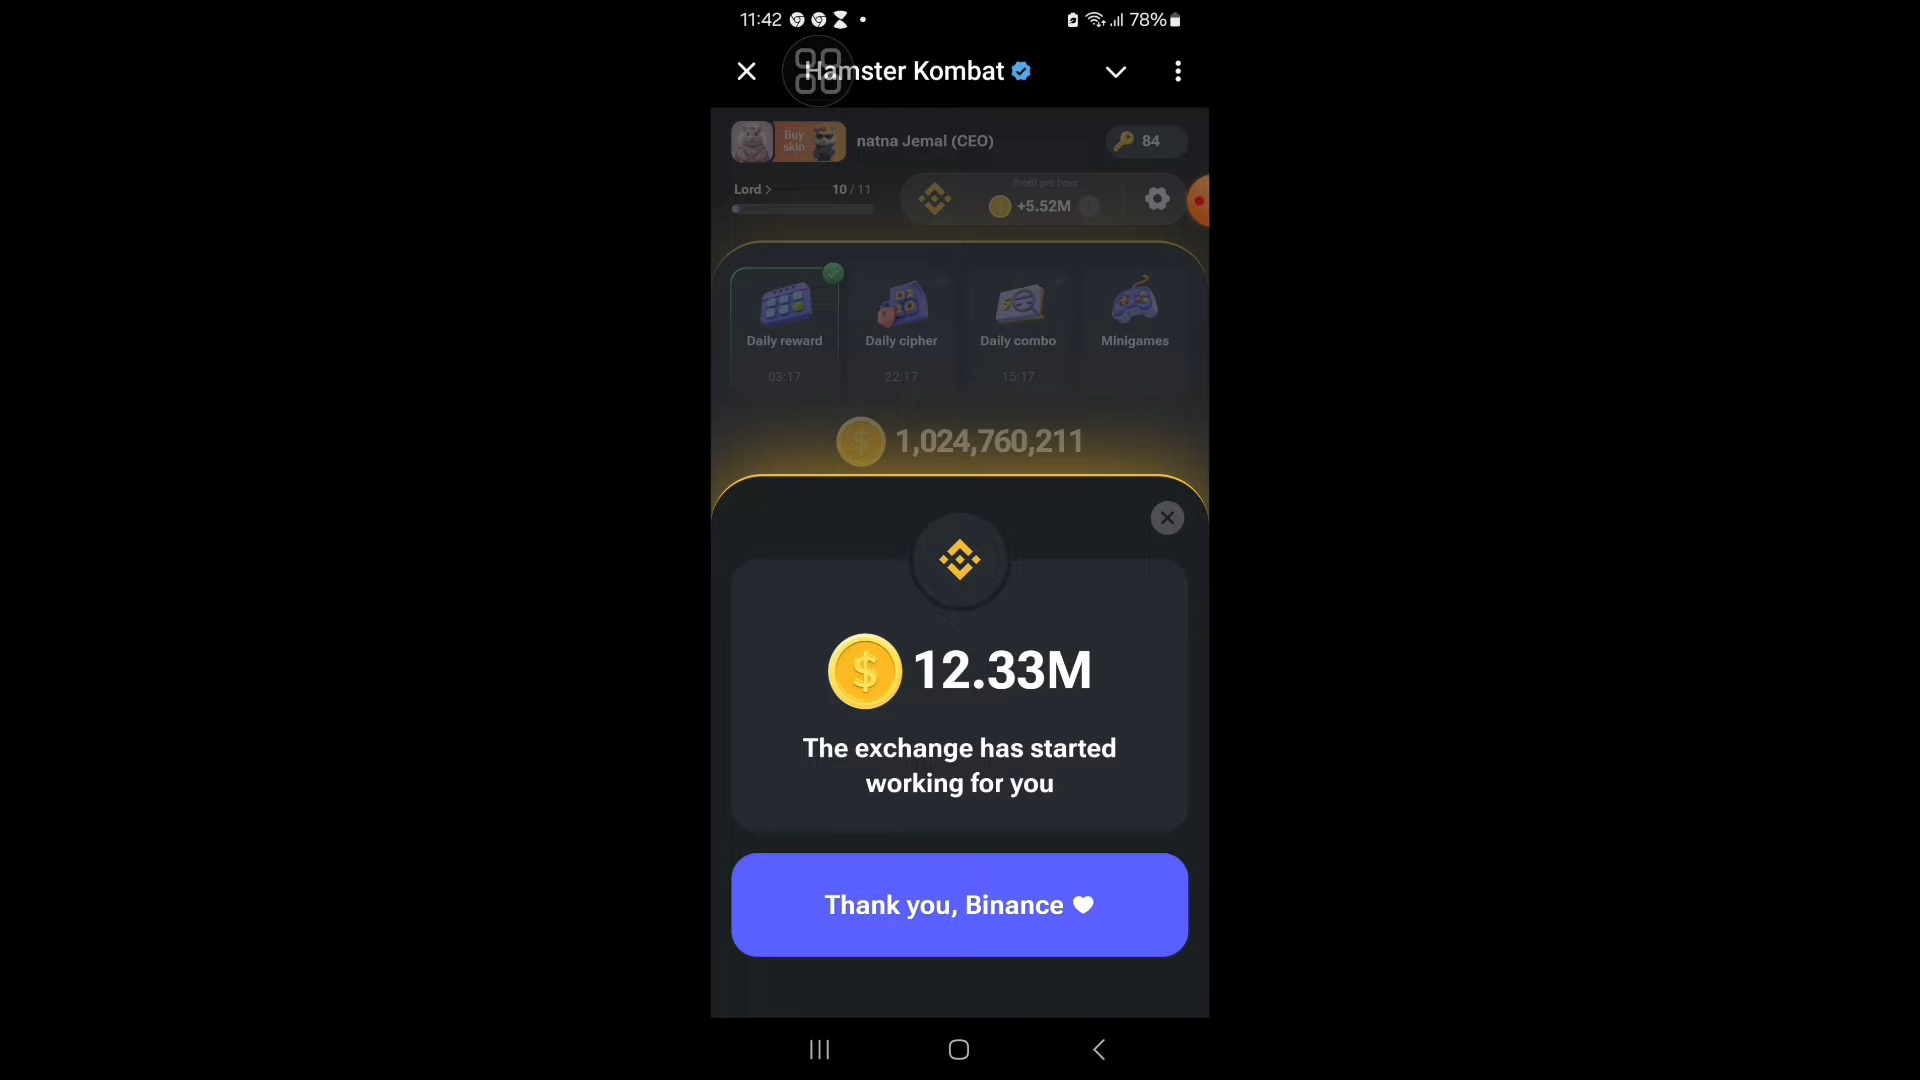 11:42
78%
Hamster Kombat
Buy
skin
natna Jemal (CEO)
84
Lord >
10 / 11
Profit per hour
+5.52M
Daily reward
Daily cipher
Daily combo
Minigames
03:17
22:17
15:17
1,024,760,211
12.33M
The exchange has started
working for you
Thank you, Binance